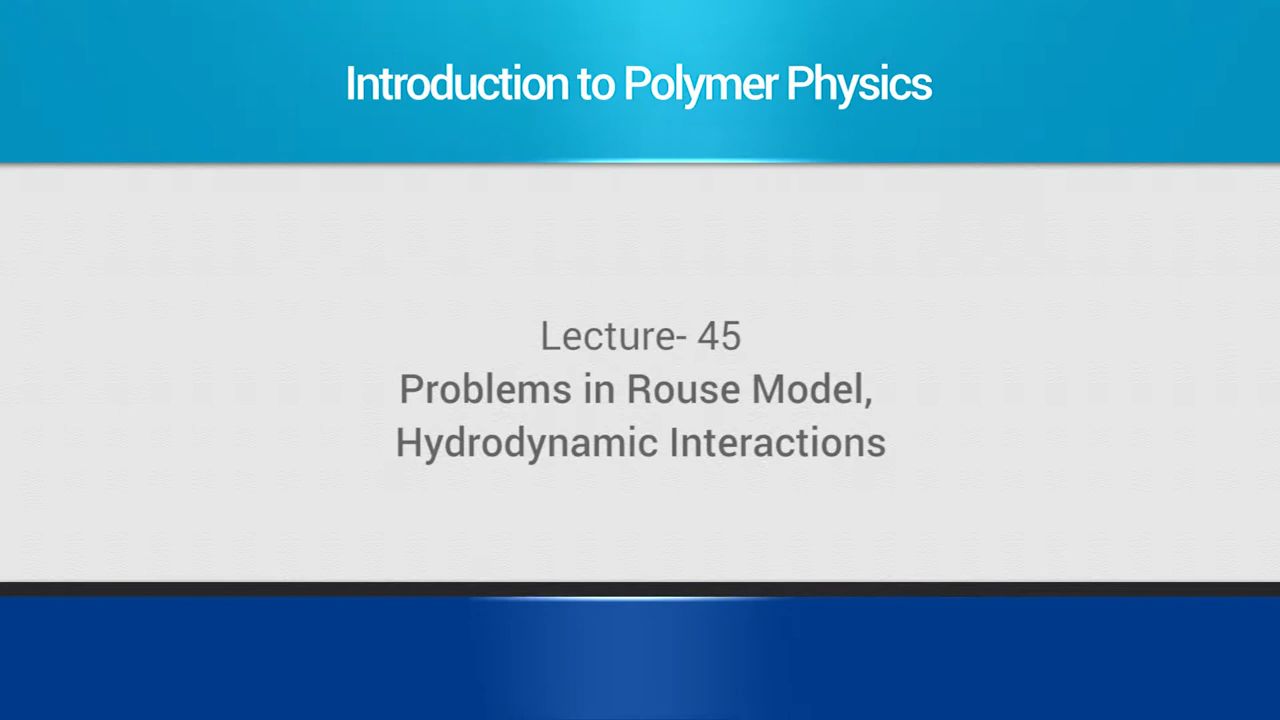 Introduction to Polymer Physics
Lecture- 45
Problems in Rouse Model,
Hydrodynamic Interactions